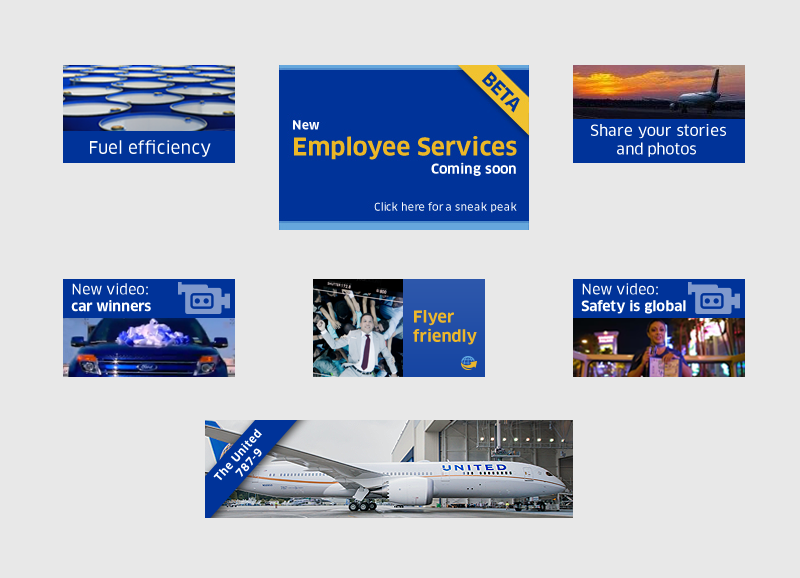 Fuel efficiency
BETA
New
Employee Services
Coming soon
Click here for a sneak peak
Share your stories
and photos
New video:
car winners
Ford
Flyer
friendly
New video:
Safety is global
The United
787-9
UNITED